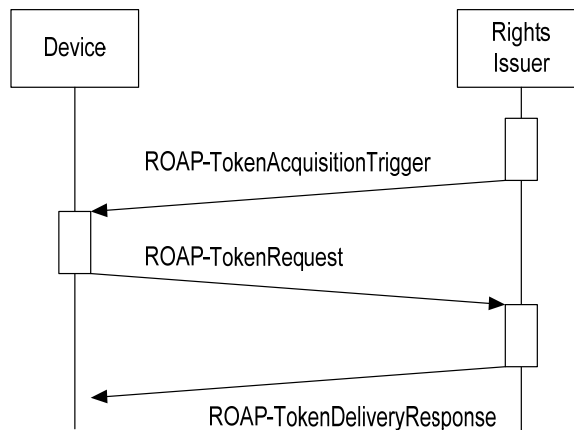 Device
Rights
Issuer
ROAP-TokenAcquisitionTrigger
ROAP-TokenRequest
ROAP-TokenDeliveryResponse